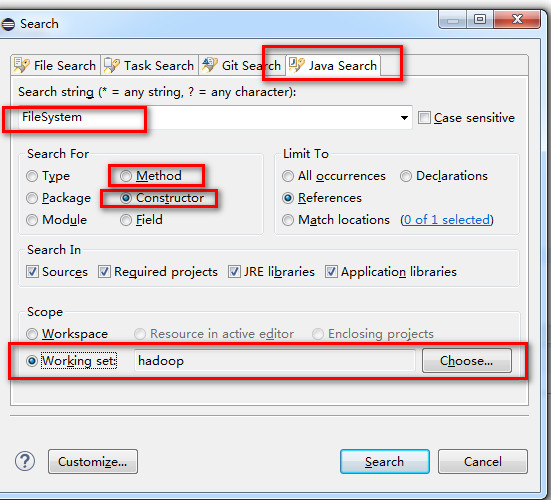 Search
File Search Task Search Git Search Java Search
Search string (* = any string, ? = any character):
FileSystem Case sensitive
Search For
Type Method
Package Constructor
Module Field
Limit To
All occurrences Declarations
References
Match locations (0 of 1 selected)
Search In
Sources Required projects JRE libraries Application libraries
Scope
Workspace Resource in active editor Enclosing projects
Working set: hadoop Choose...
? Customize... Search Cancel